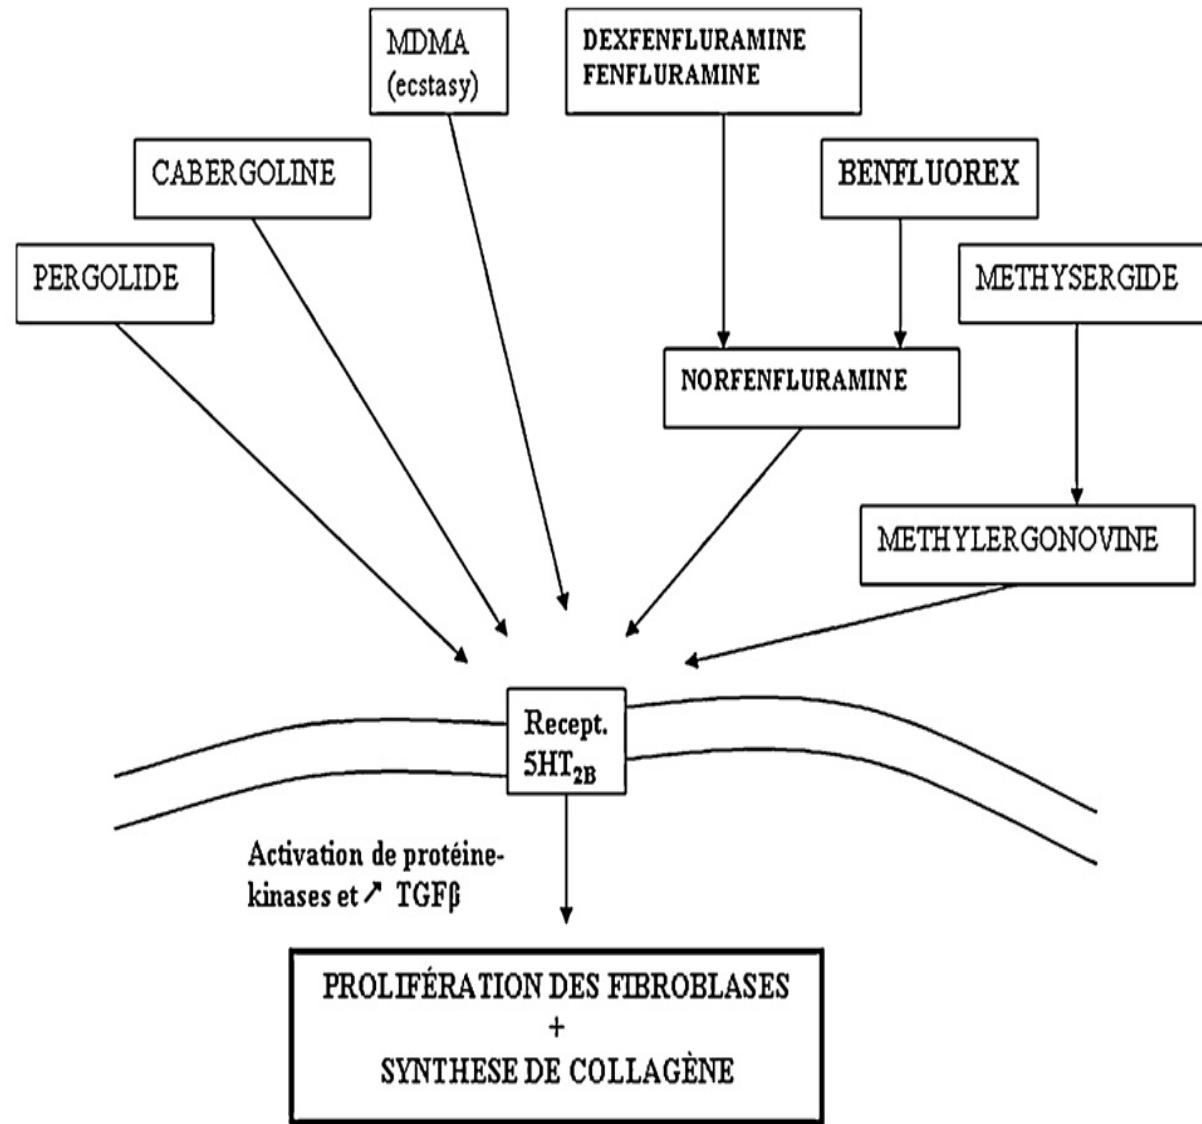 MDMA
(ecstasy)
DEXFENFLURAMINE
FENFLURAMINE
CABERGOLINE
BENFLUOREX
PERGOLIDE
METHYSERGIDE
NORFENFLURAMINE
METHYLERGONOVINE
Recept.
5HT₂B
Activation de protéine-
kinases et ↗ TGFβ
PROLIFÉRATION DES FIBROBLASES
+
SYNTHESE DE COLLAGÈNE